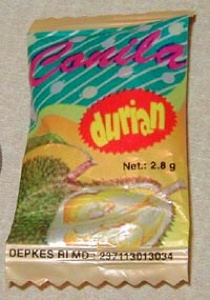 Conila
durian
Net.: 2.8 g
DEPKES RI MD : 237113013034